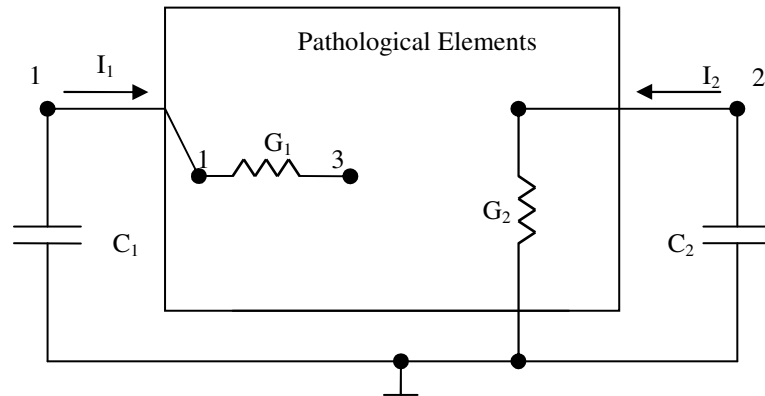 Pathological Elements
1
I₁
I₂
2
1
G₁
3
G₂
C₁
C₂